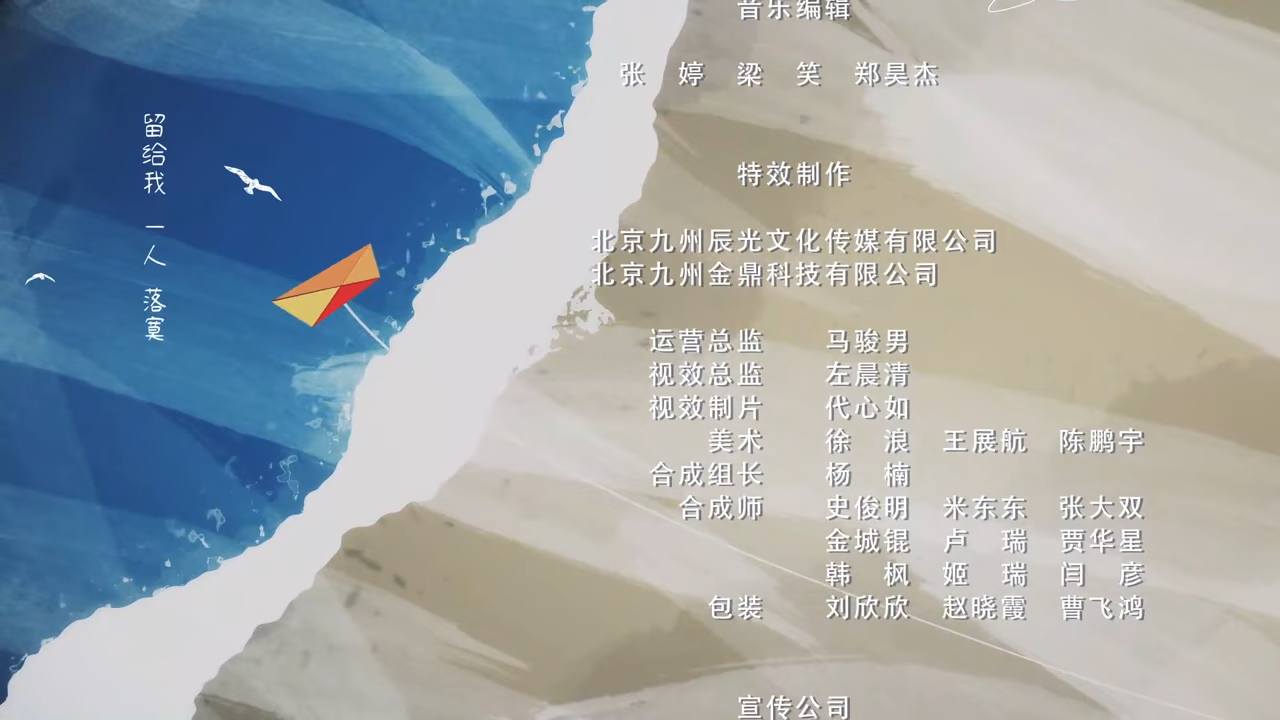 留给我 一人 落寞
音乐编辑
张 婷 梁 笑 郑昊杰
特效制作
北京九州辰光文化传媒有限公司
北京九州金鼎科技有限公司
运营总监 马骏男
视效总监 左晨清
视效制片 代心如
美术 徐 浪 王展航 陈鹏宇
合成组长 杨 楠
合成师 史俊明 米东东 张大双
金城锟 卢 瑞 贾华星
韩 枫 姬 瑞 闫 彦
包装 刘欣欣 赵晓霞 曹飞鸿
宣传公司